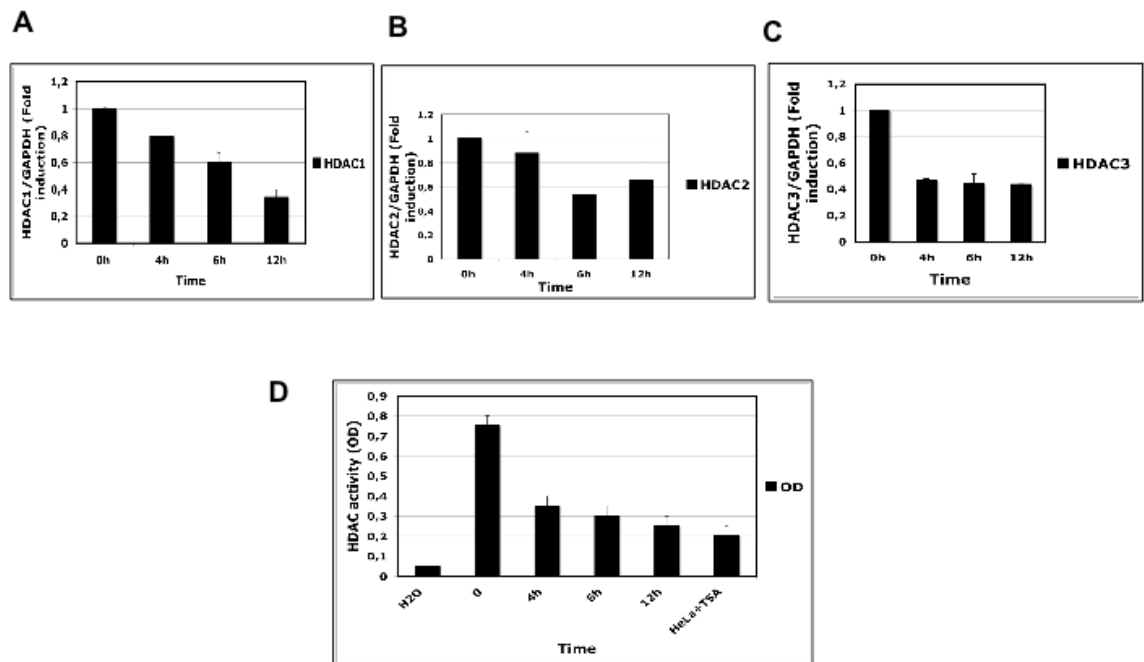 A
HDAC1/GAPDH (Fold
induction)
1,2
1
0,8
0,6
0,4
0,2
0
0h
4h
6h
12h
Time
HDAC1
B
HDAC2/GAPDH (Fold
induction)
1,2
1
0,8
0,6
0,4
0,2
0
0h
4h
6h
12h
Time
HDAC2
C
HDAC3/GAPDH (Fold
induction)
1,2
1
0,8
0,6
0,4
0,2
0
0h
4h
6h
12h
Time
HDAC3
D
HDAC activity (OD)
0,9
0,8
0,7
0,6
0,5
0,4
0,3
0,2
0,1
0
H2O
0
4h
6h
12h
HeLa+TSA
Time
OD